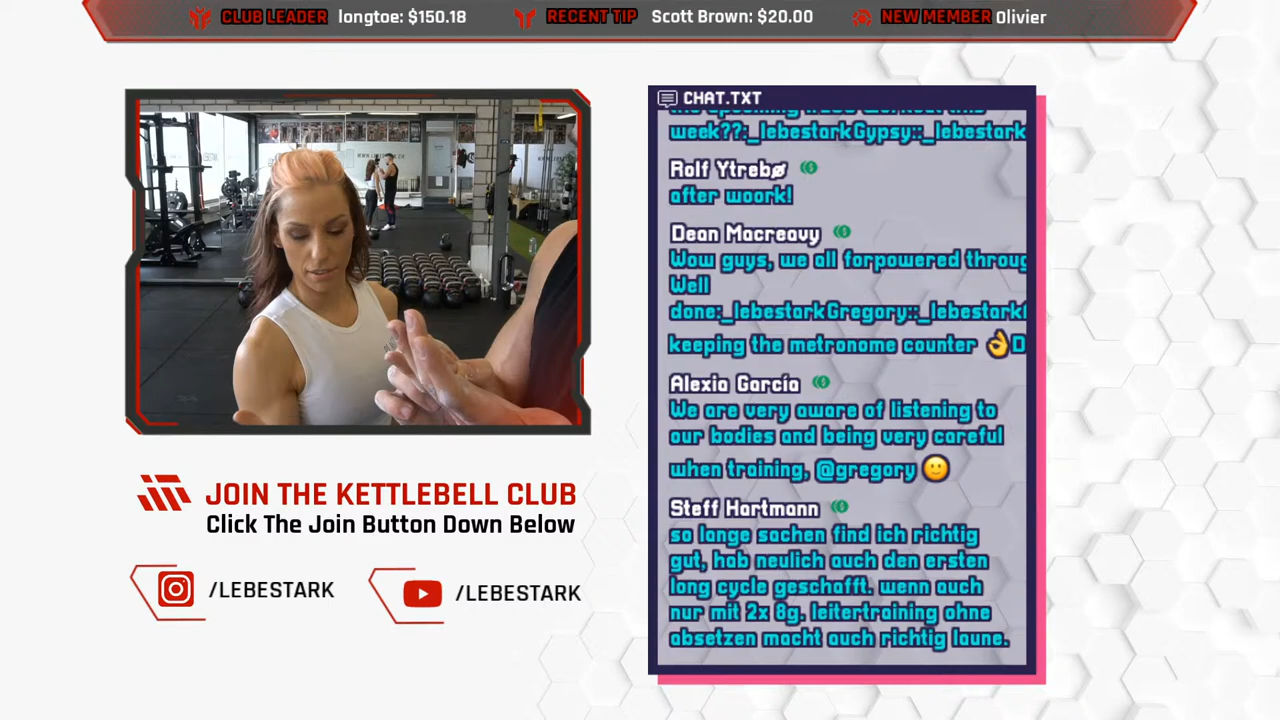 CLUB LEADER longtoe: $150.18 RECENT TIP Scott Brown: $20.00 NEW MEMBER Olivier
CHAT.TXT
week??:_lebestarkGypsy::_lebestark
Rolf Ytrebø
after woork!
Dean Macreavy
Wow guys, we all forpowered throug
Well
done:_lebestarkGregory::_lebestark
keeping the metronome counter 👌
Alexia García
We are very aware of listening to
our bodies and being very careful
when training, @gregory 🙂
Steff Hartmann
so lange sachen find ich richtig
gut, hab neulich auch den ersten
long cycle geschafft. wenn auch
nur mit 2x 8g. leitertraining ohne
absetzen macht auch richtig laune.
JOIN THE KETTLEBELL CLUB
Click The Join Button Down Below
/LEBESTARK /LEBESTARK